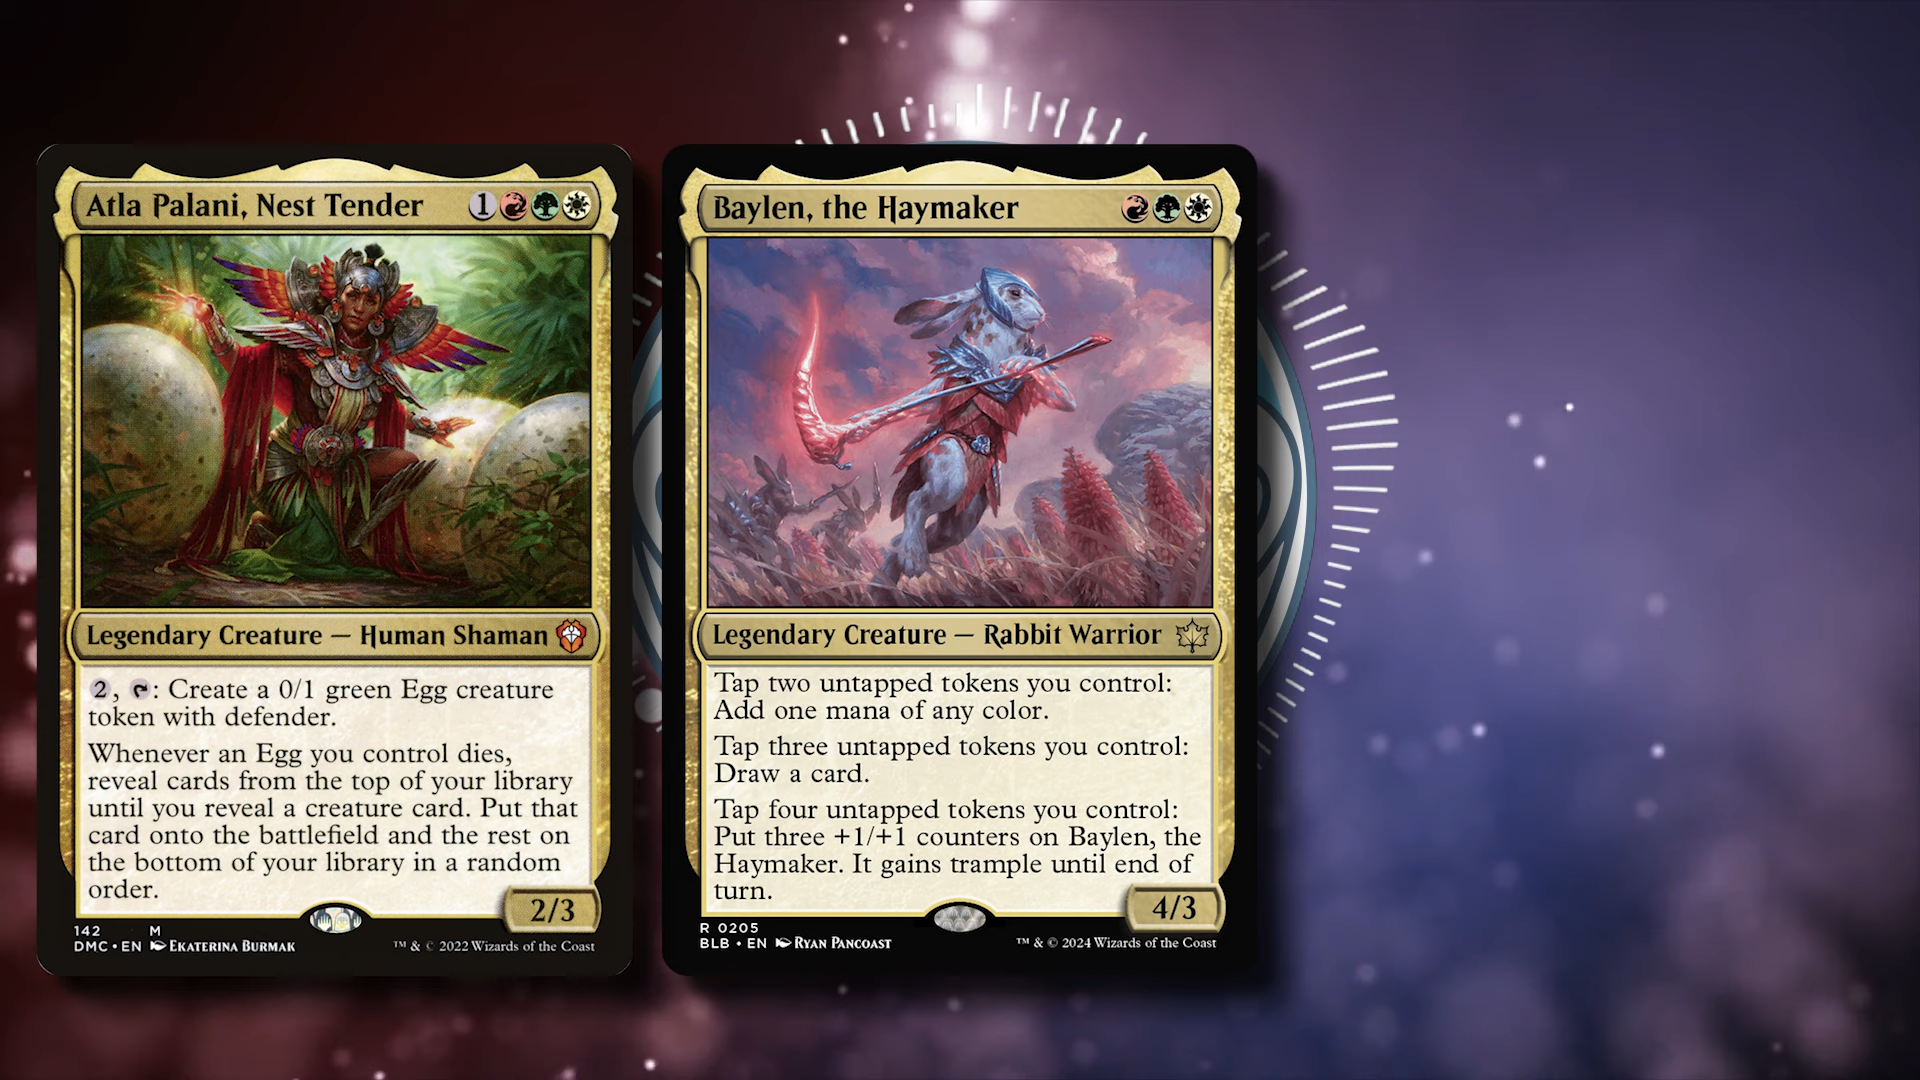 Atla Palani, Nest Tender 1
Legendary Creature — Human Shaman
2, : Create a 0/1 green Egg creature
token with defender.
Whenever an Egg you control dies,
reveal cards from the top of your library
until you reveal a creature card. Put that
card onto the battlefield and the rest on
the bottom of your library in a random
order.
2/3
142 M
DMC • EN Ekaterina Burmak ™ & © 2022 Wizards of the Coast
Baylen, the Haymaker
Legendary Creature — Rabbit Warrior
Tap two untapped tokens you control:
Add one mana of any color.
Tap three untapped tokens you control:
Draw a card.
Tap four untapped tokens you control:
Put three +1/+1 counters on Baylen, the
Haymaker. It gains trample until end of
turn.
4/3
R 0205
BLB • EN Ryan Pancoast ™ & © 2024 Wizards of the Coast